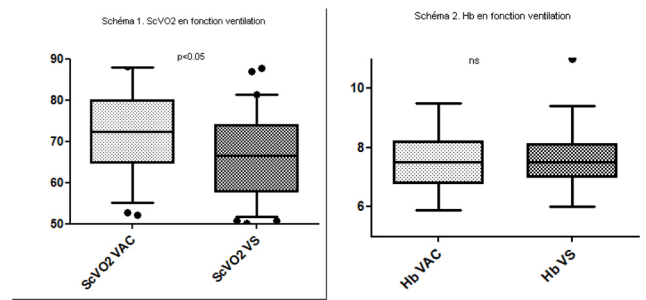 Schéma 1. ScVO2 en fonction ventilation
p<0.05
90
80
70
60
50
ScVO2 VAC
ScVO2 VS
Schéma 2. Hb en fonction ventilation
ns
10
8
6
Hb VAC
Hb VS